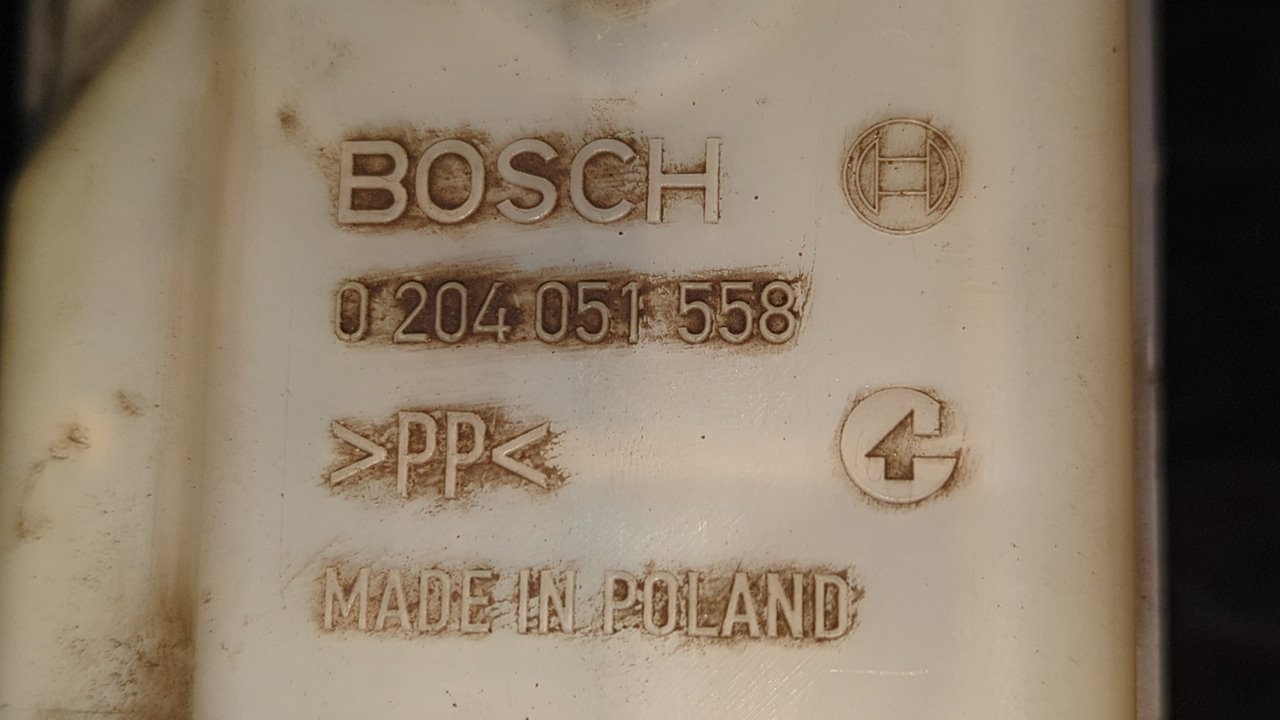 BOSCH
0 204 051 558
>PP<
MADE IN POLAND